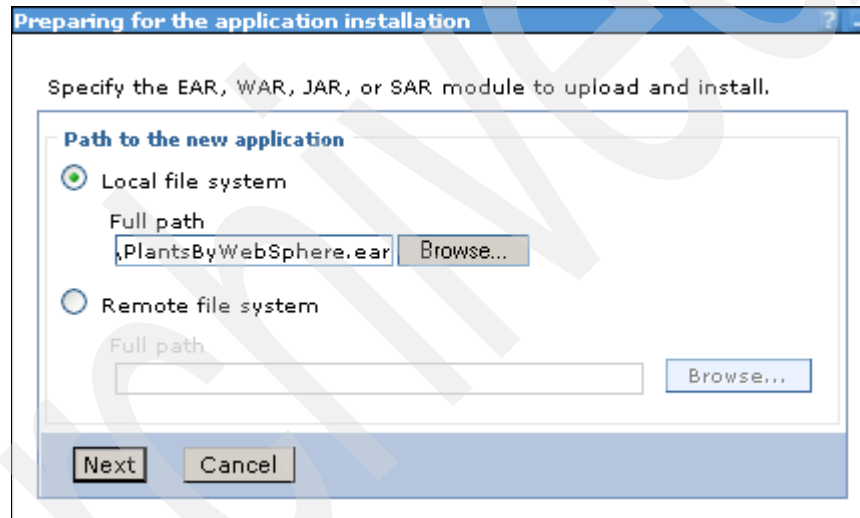 Preparing for the application installation ? -
Specify the EAR, WAR, JAR, or SAR module to upload and install.
Path to the new application
Local file system
Full path
\PlantsByWebSphere.ear Browse...
Remote file system
Full path
Browse...
Next Cancel